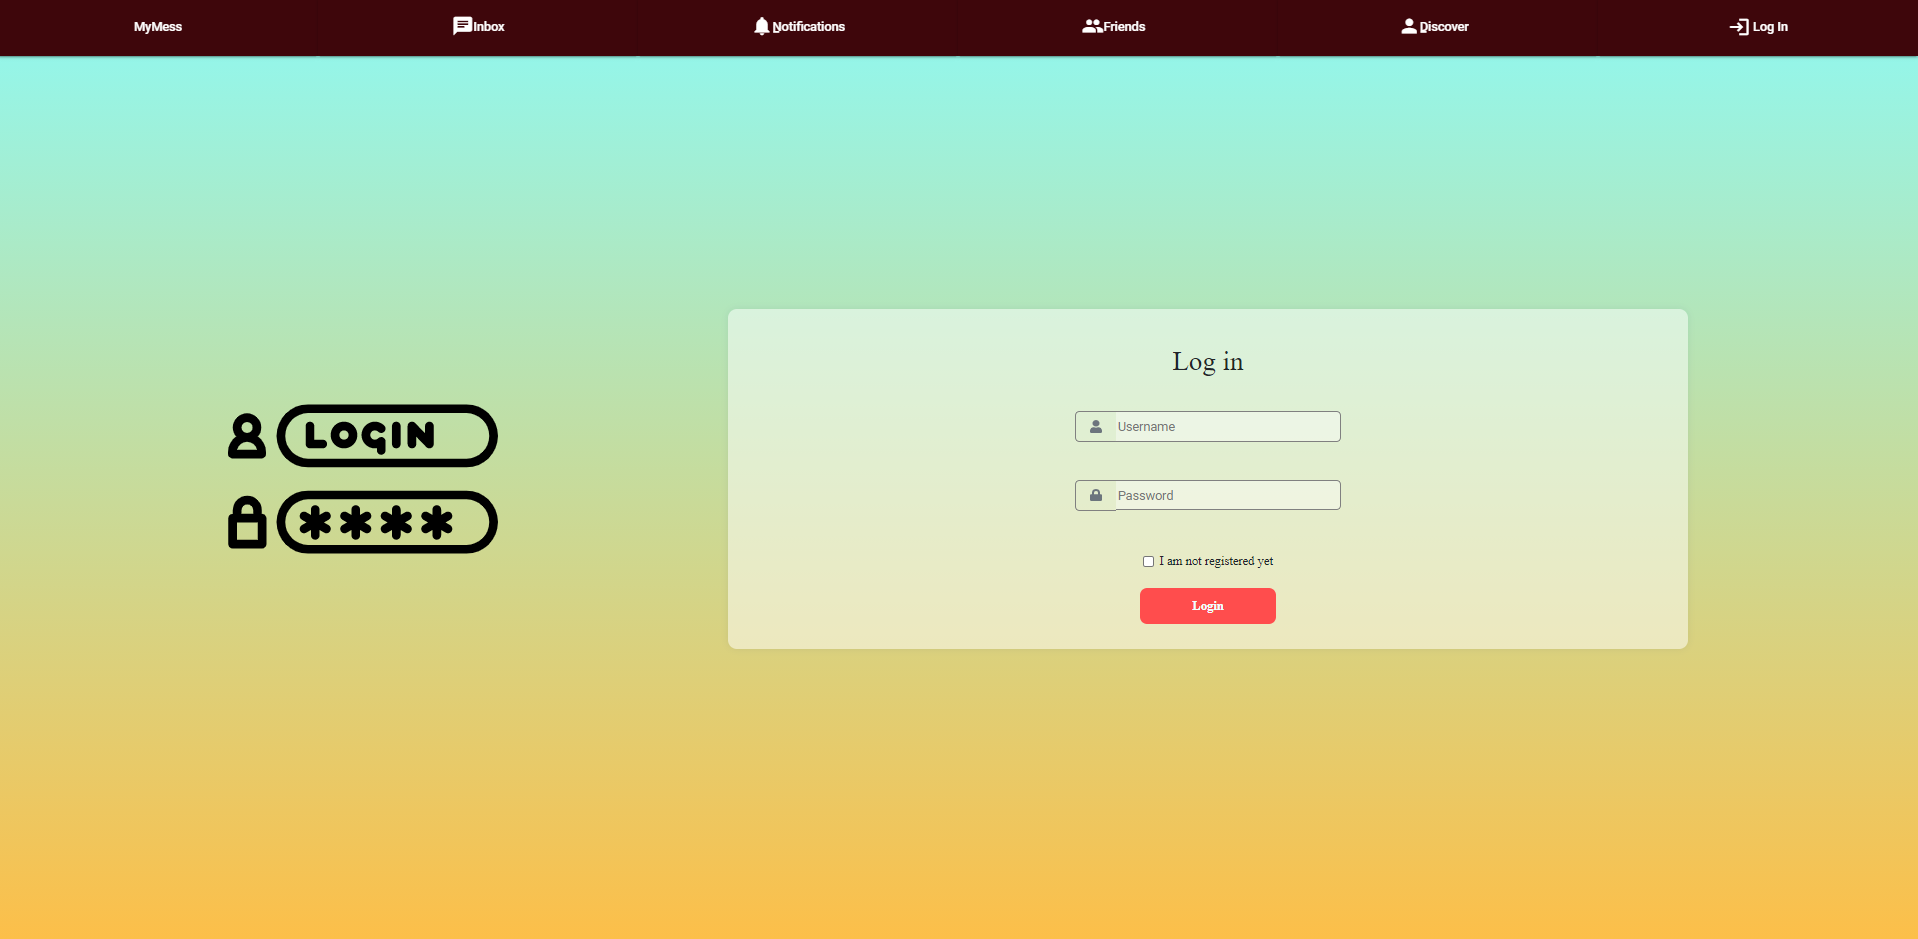 MyMess Inbox Notifications Friends Discover Log In
Log in
LOGIN
Username
****
Password
I am not registered yet
Login